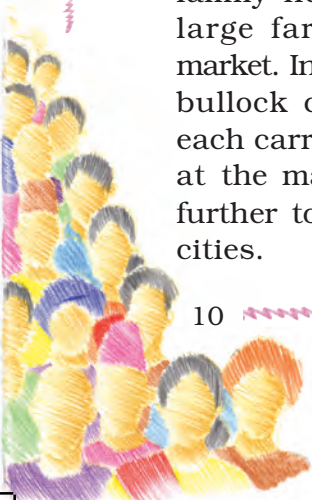 large far
market. In
bullock c
each carr
at the ma
further to
cities.
10